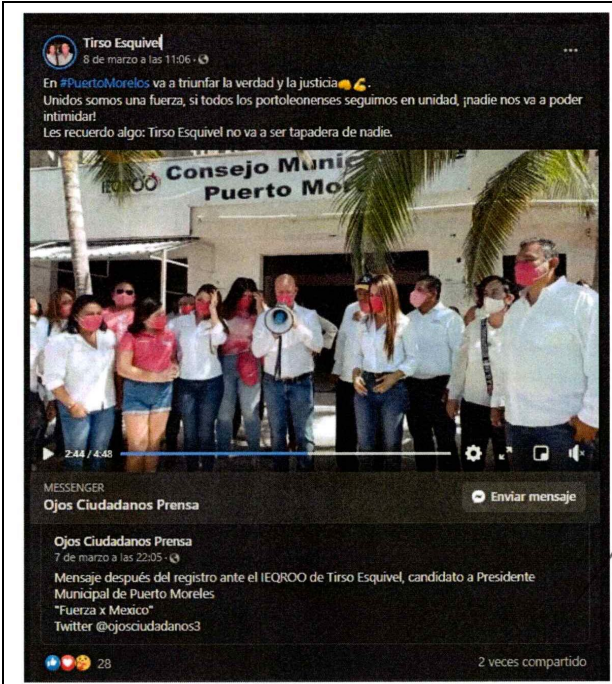 Tirso Esquivel
8 de marzo a las 11:06 ·
En #PuertoMorelos va a triunfar la verdad y la justicia
Unidos somos una fuerza, si todos los portoleonenses seguimos en unidad, ¡nadie nos va a poder
intimidar!
Les recuerdo algo: Tirso Esquivel no va a ser tapadera de nadie.
IEQROO Consejo Munic
Puerto Mor
2:44 / 4:48
MESSENGER
Ojos Ciudadanos Prensa
Enviar mensaje
Ojos Ciudadanos Prensa
7 de marzo a las 22:05 ·
Mensaje después del registro ante el IEQROO de Tirso Esquivel, candidato a Presidente
Municipal de Puerto Moreles
"Fuerza x Mexico"
Twitter @ojosciudadanos3
28
2 veces compartido